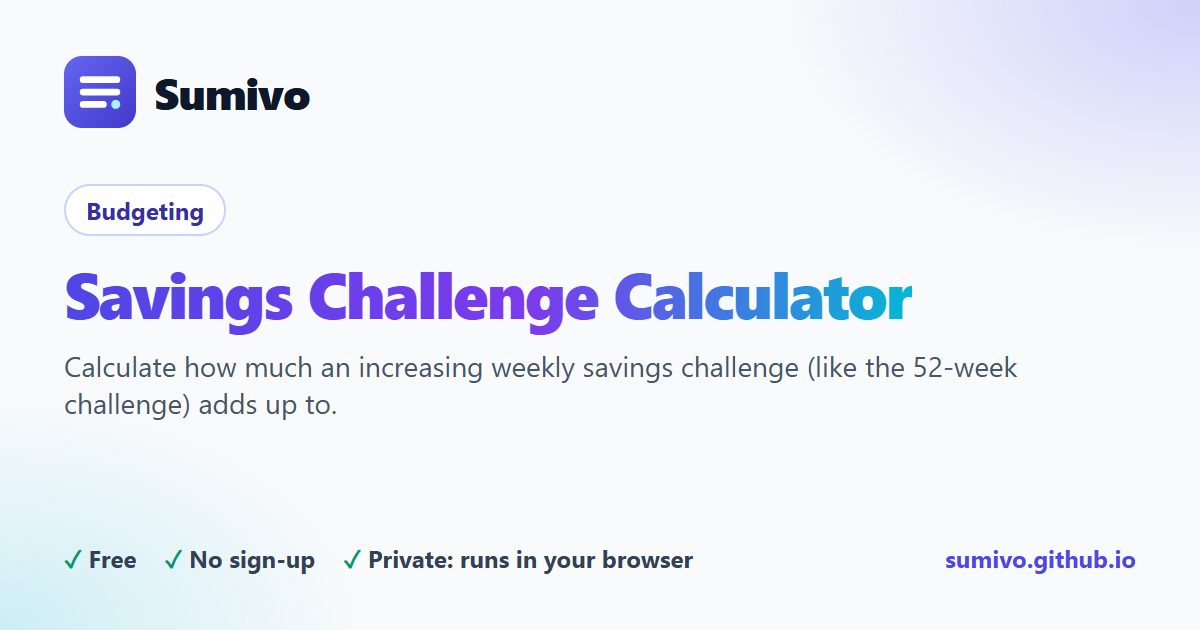 Sumivo
Budgeting
Savings Challenge Calculator
Calculate how much an increasing weekly savings challenge (like the 52-week
challenge) adds up to.
✓ Free ✓ No sign-up ✓ Private: runs in your browser
sumivo.github.io